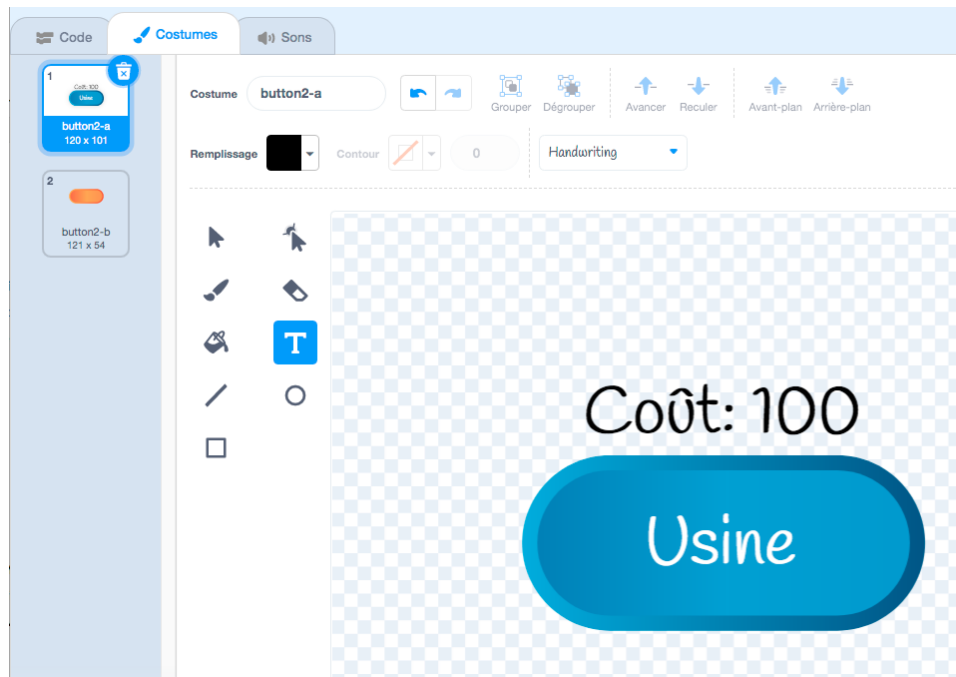 Code Costumes Sons
1
Coût: 100
Usine
button2-a
120 x 101
2
button2-b
121 x 54
Costume button2-a
Grouper Dégrouper Avancer Reculer Avant-plan Arrière-plan
Remplissage Contour 0 Handwriting
T
Coût: 100
Usine